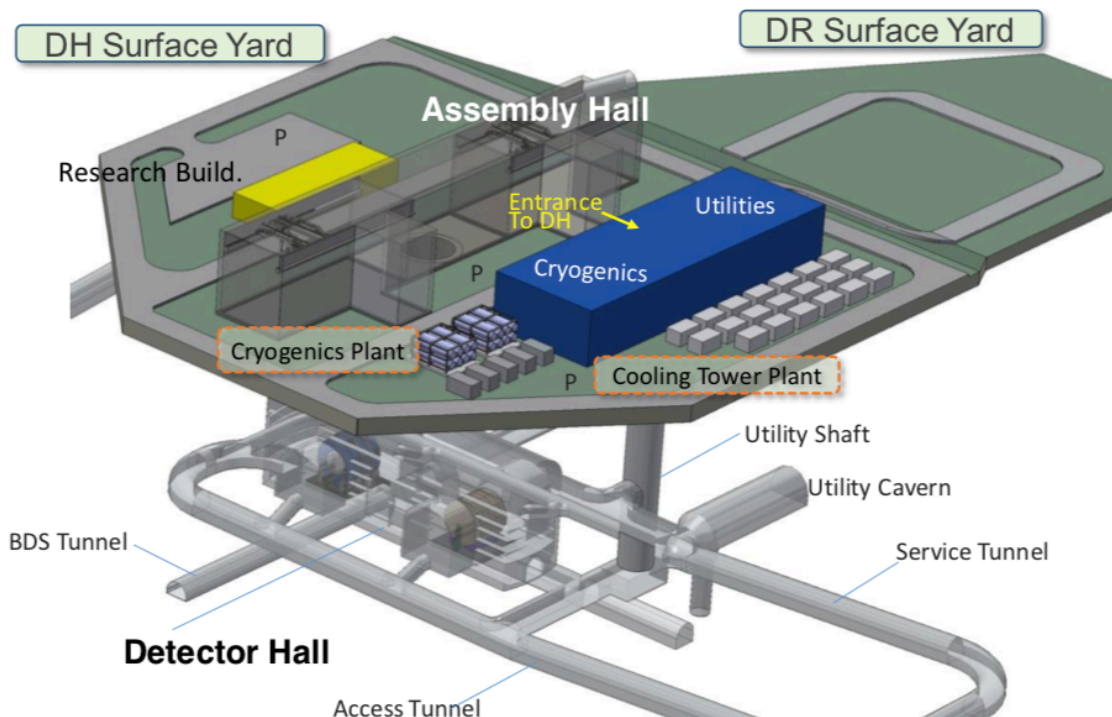 DH Surface Yard
DR Surface Yard
Assembly Hall
P
Research Build.
Entrance
To DH
Utilities
P
Cryogenics
Cryogenics Plant
P
Cooling Tower Plant
Utility Shaft
Utility Cavern
BDS Tunnel
Service Tunnel
Detector Hall
Access Tunnel